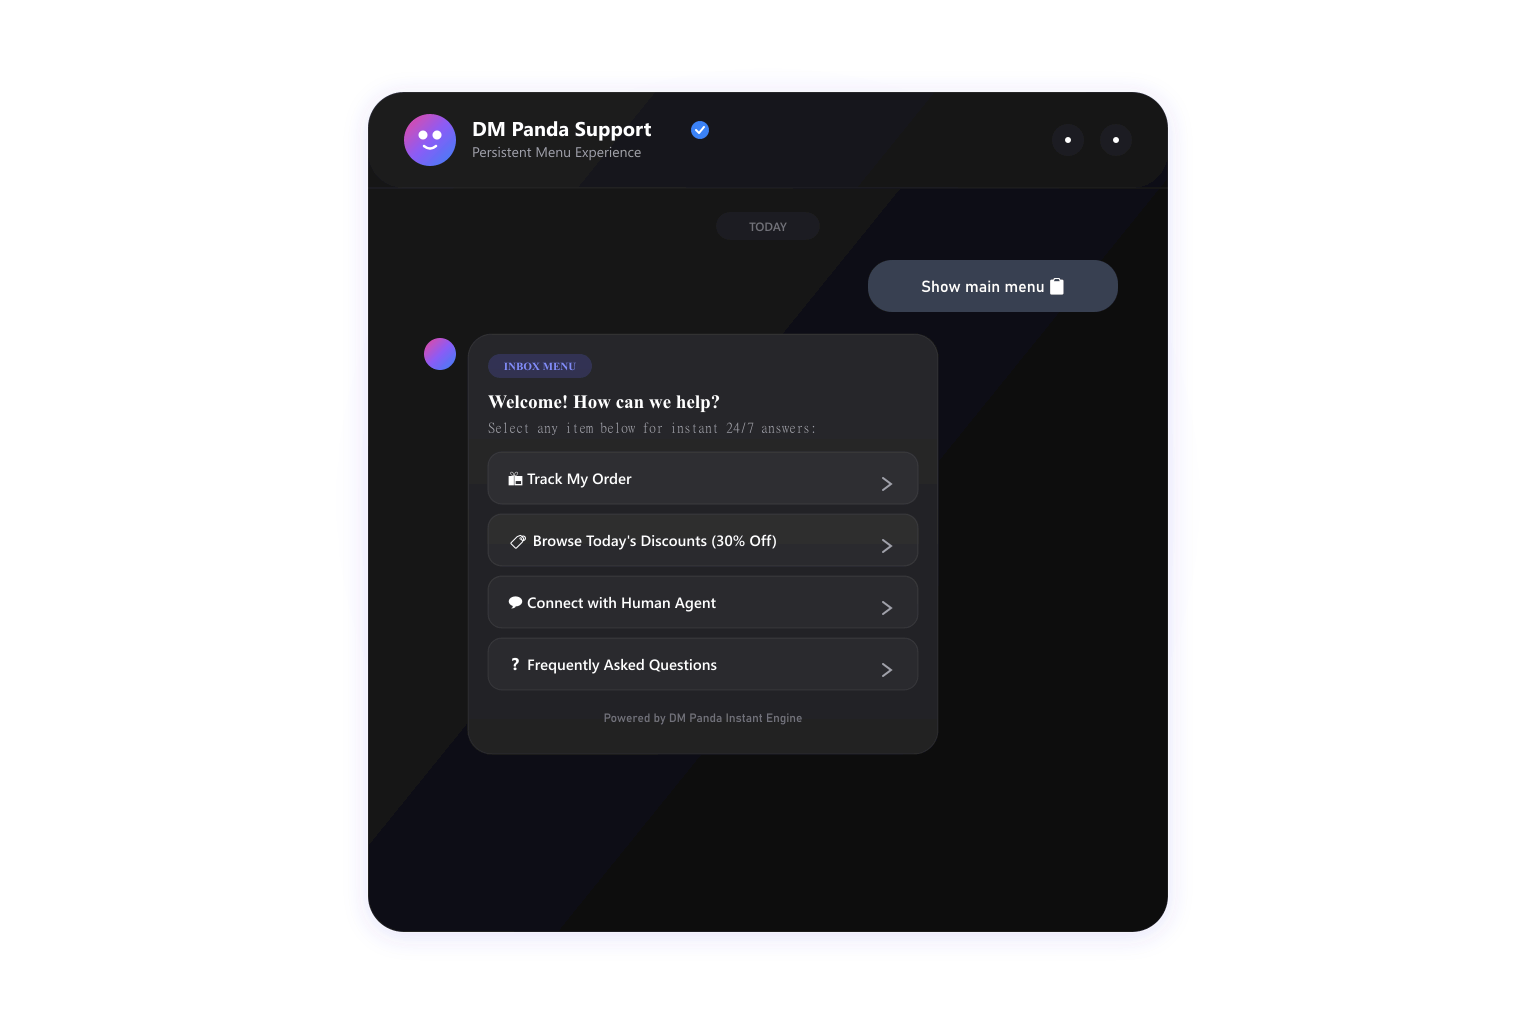 DM Panda Support
Persistent Menu Experience
TODAY
Show main menu 📋
INBOX MENU
Welcome! How can we help?
Select any item below for instant 24/7 answers:
Track My Order
Browse Today's Discounts (30% Off)
Connect with Human Agent
❓ Frequently Asked Questions
Powered by DM Panda Instant Engine